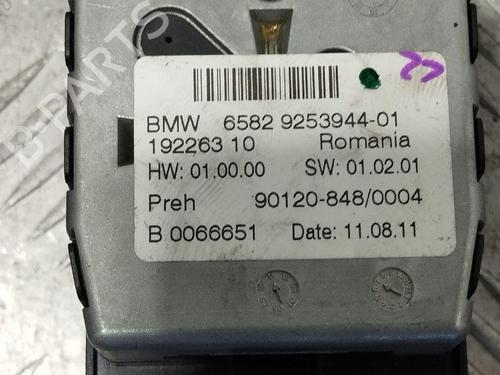 B-PARTS
BMW 6582 9253944-01
192263 10 Romania
HW: 01.00.00 SW: 01.02.01
Preh 90120-848/0004
B 0066651 Date: 11.08.11